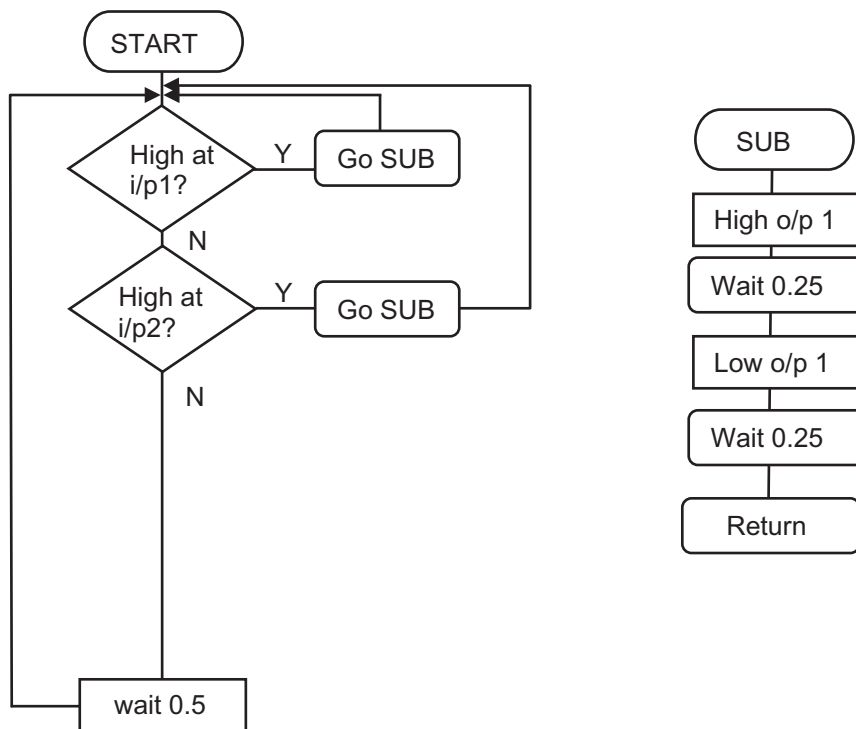 START
High at
i/p1?
Y
Go SUB
N
High at
i/p2?
Y
Go SUB
N
wait 0.5
SUB
High o/p 1
Wait 0.25
Low o/p 1
Wait 0.25
Return